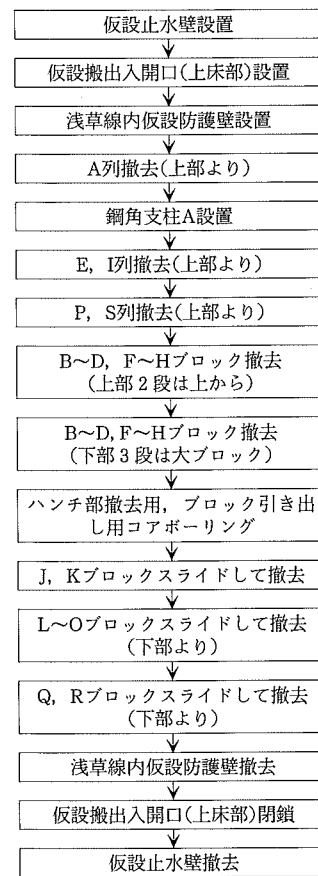 仮設止水壁設置
仮設搬出入開口(上床部)設置
浅草線内仮設防護壁設置
A列撤去(上部より)
鋼角支柱A設置
E, I列撤去(上部より)
P, S列撤去(上部より)
B~D, F~Hブロック撤去
(上部2段は上から)
B~D, F~Hブロック撤去
(下部3段は大ブロック)
ハンチ部撤去用, ブロック引き出
し用コアボーリング
J, Kブロックスライドして撤去
L~Oブロックスライドして撤去
(下部より)
Q, Rブロックスライドして撤去
(下部より)
浅草線内仮設防護壁撤去
仮設搬出入開口(上床部)閉鎖
仮設止水壁撤去